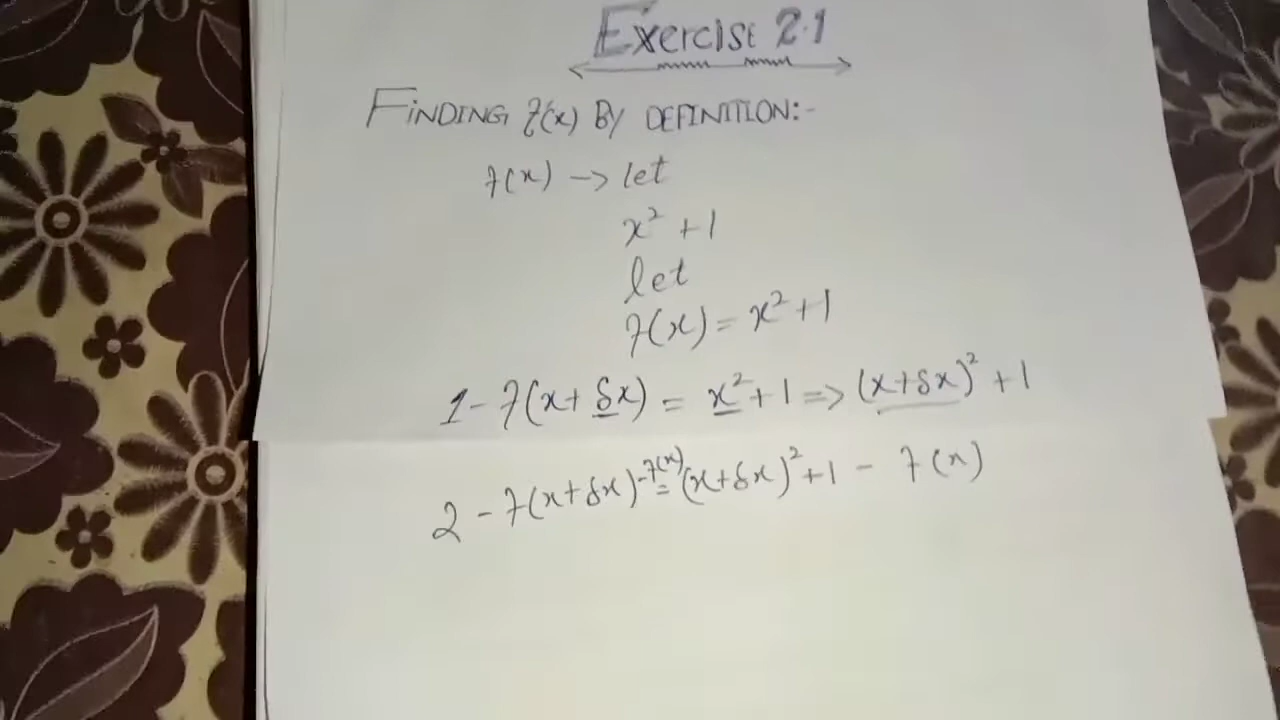 Exercise 2.1
FINDING f(x) BY DEFINITION:-
f(x) -> let
x² + 1
let
f(x) = x² + 1
1 - f(x + δx) = x² + 1 => (x + δx)² + 1
2 - f(x + δx) - f(x) = (x + δx)² + 1 - f(x)